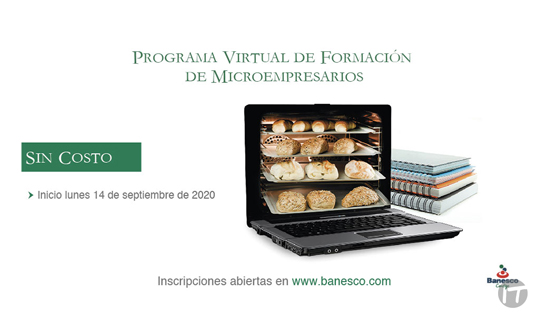 PROGRAMA VIRTUAL DE FORMACIÓN
DE MICROEMPRESARIOS
SIN COSTO
Inicio lunes 14 de septiembre de 2020
Inscripciones abiertas en www.banesco.com
Banesco
IT